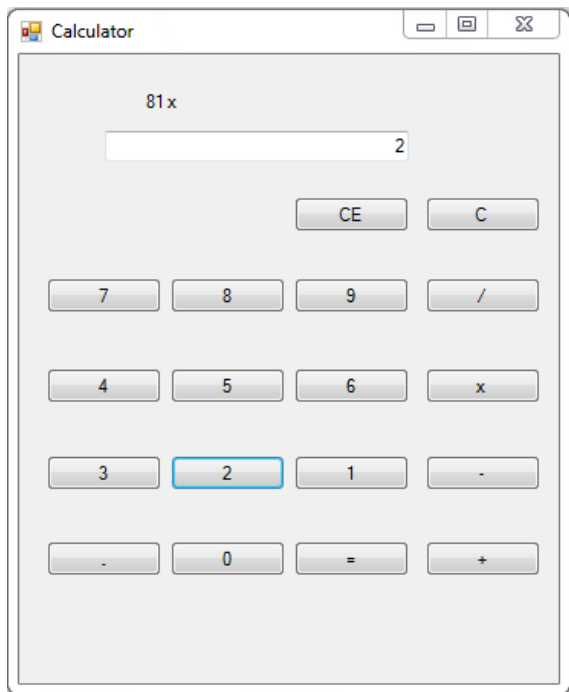 Calculator
81 x
2
CE C
7 8 9 /
4 5 6 x
3 2 1 -
. 0 = +